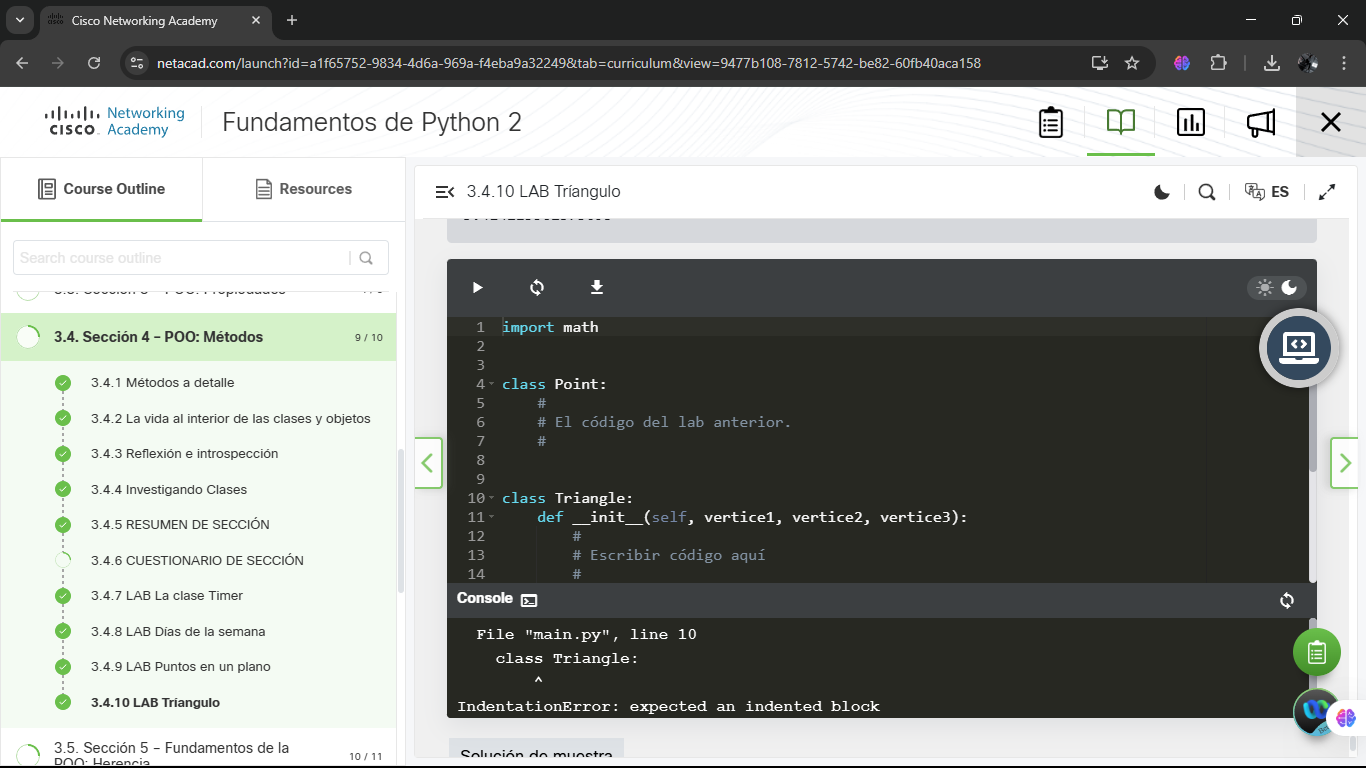 Cisco Networking Academy
netacad.com/launch?id=a1f65752-9834-4d6a-969a-f4eba9a32249&tab=curriculum&view=9477b108-7812-5742-be82-60fb40aca158
cisco
Networking
Academy
Fundamentos de Python 2
Course Outline
Resources
Search course outline
3.4.10 LAB Tríangulo
ES
3.4. Sección 4 – POO: Métodos
9 / 10
3.4.1 Métodos a detalle
3.4.2 La vida al interior de las clases y objetos
3.4.3 Reflexión e introspección
3.4.4 Investigando Clases
3.4.5 RESUMEN DE SECCIÓN
3.4.6 CUESTIONARIO DE SECCIÓN
3.4.7 LAB La clase Timer
3.4.8 LAB Días de la semana
3.4.9 LAB Puntos en un plano
3.4.10 LAB Tríangulo
3.5. Sección 5 – Fundamentos de la
POO: Herencia
10 / 11
1 import math
2
3
4 class Point:
5 #
6 # El código del lab anterior.
7 #
8
9
10 class Triangle:
11 def __init__(self, vertice1, vertice2, vertice3):
12 #
13 # Escribir código aquí
14 #
Console
File "main.py", line 10
class Triangle:
^
IndentationError: expected an indented block
Solución de muestra